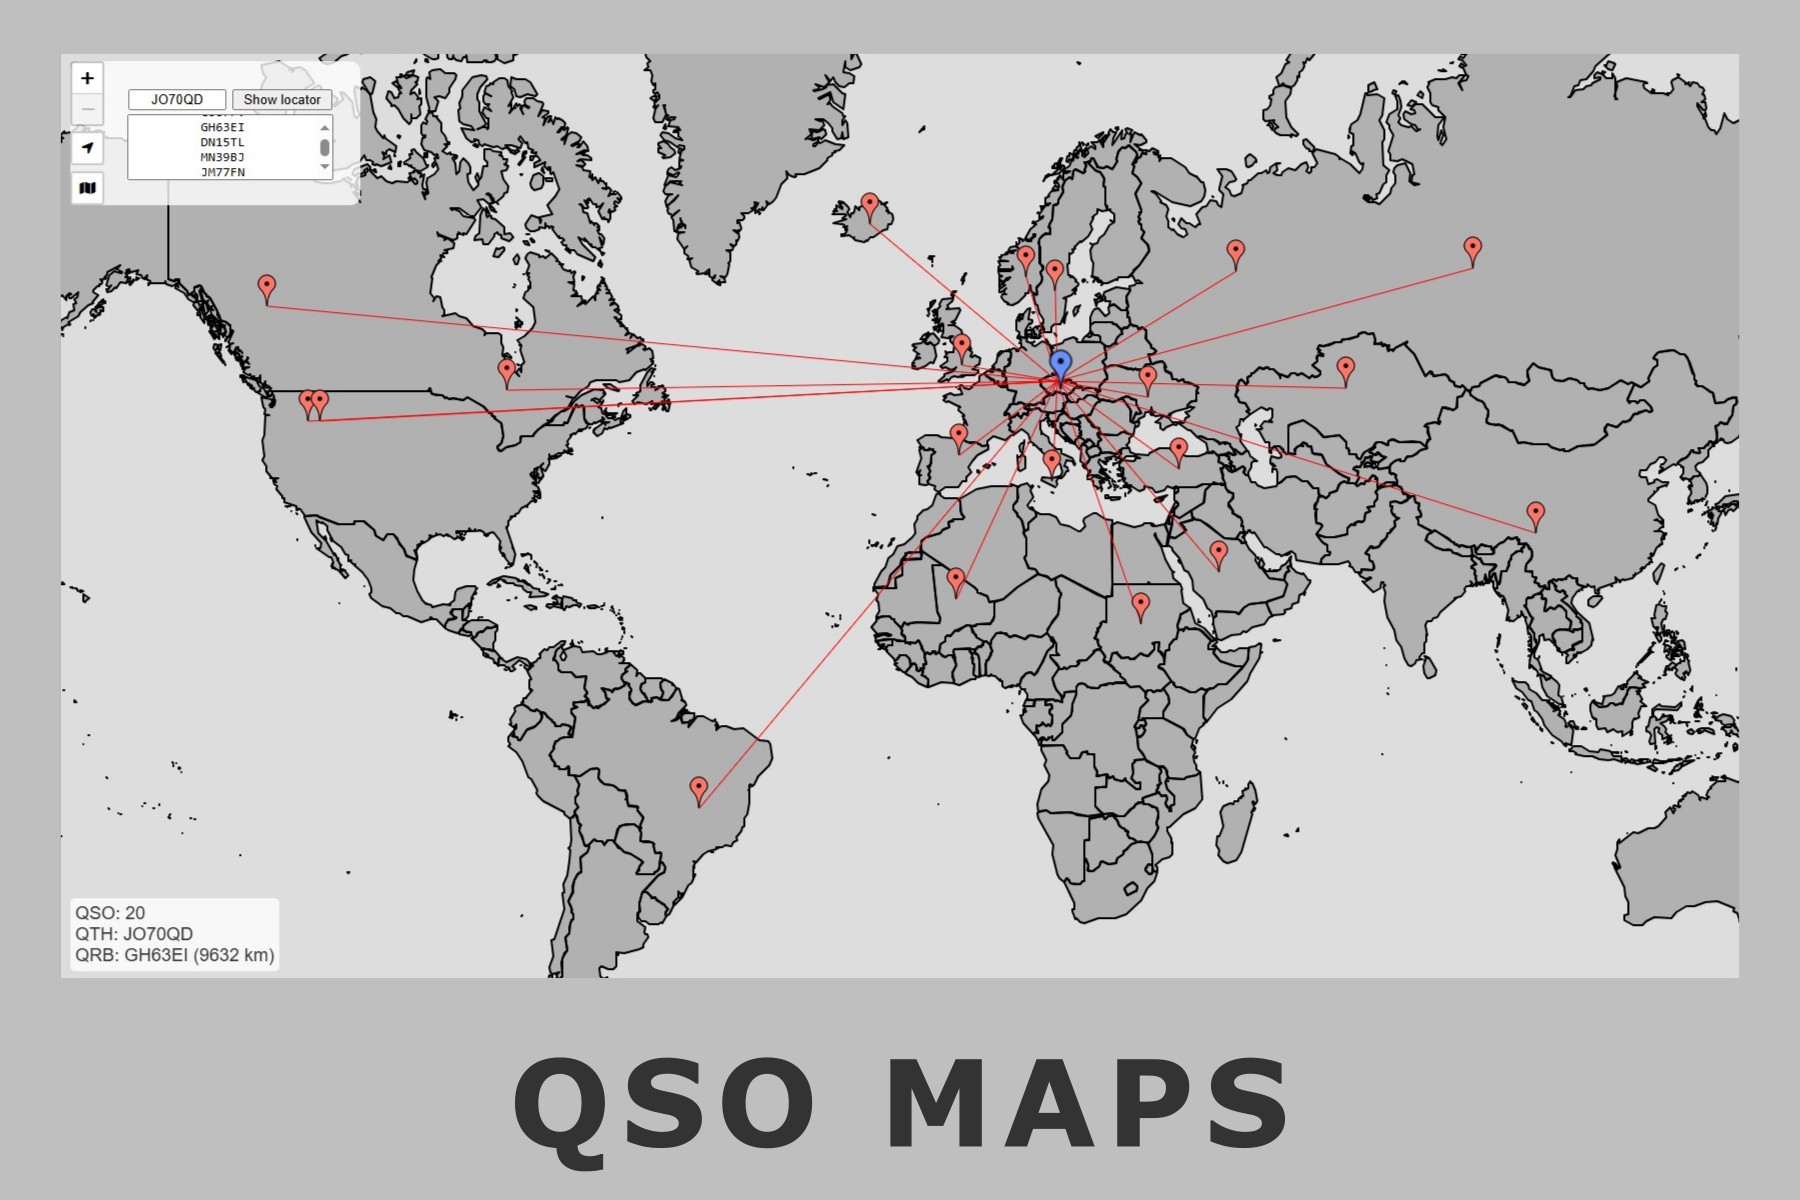 +
−
JO70QD Show locator
GH63EI
DN15TL
MN39BJ
JM77FN
QSO: 20
QTH: JO70QD
QRB: GH63EI (9632 km)
QSO MAPS